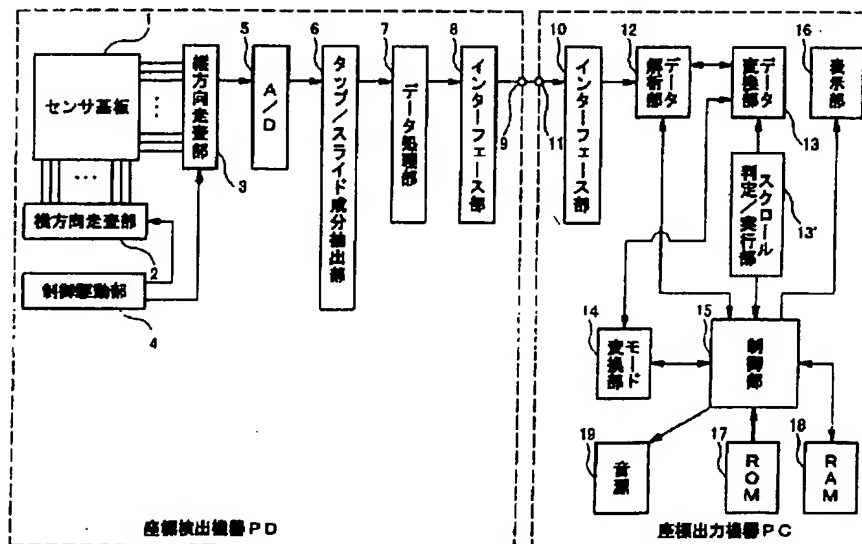 センサ基板
縦方向走査部
3
横方向走査部
2
制御駆動部
4
5
A/D
6
タップ/スライド成分抽出部
7
データ処理部
8
インターフェース部
9
11
10
インターフェース部
12
データ
解析部
データ
変換部
13
16
表示部
スクロール
判定/実行部
13'
14
モード
変換部
15
制御部
19
音源
17
ROM
18
RAM
座標検出機器PD
座標出力機器PC